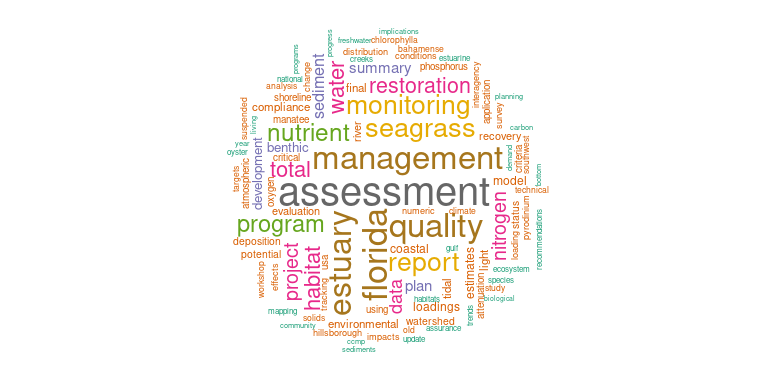 implications
freshwater chlorophylla
progress
bahamense
distribution conditions
creeks estuarine
programs
change
sediment
summary phosphorus
national
analysis
water
final restoration
interagency
application
planning
shoreline
compliance
monitoring
survey
suspended
manatee
river
seagrass
carbon
living
nutrient
recovery
year
benthic
oyster
critical
management
demand
criteria
southwest
bottom
targets
atmospheric
development
total
oxygen
model
technical
assessment
evaluation
numeric climate
nitrogen
status
pyrodinium
recommendations
program
estuary
florida
quality
loading
deposition
coastal gulf
potential
project
habitat
usa
report
estimates
light
ecosystem
workshop
effects
tracking
data
plan
tidal
attenuation
species
study
habitats
biological
mapping
solids
using
loadings
trends
community
environmental
watershed
hillsborough
impacts
old
assurance
ccmp
update
sediments